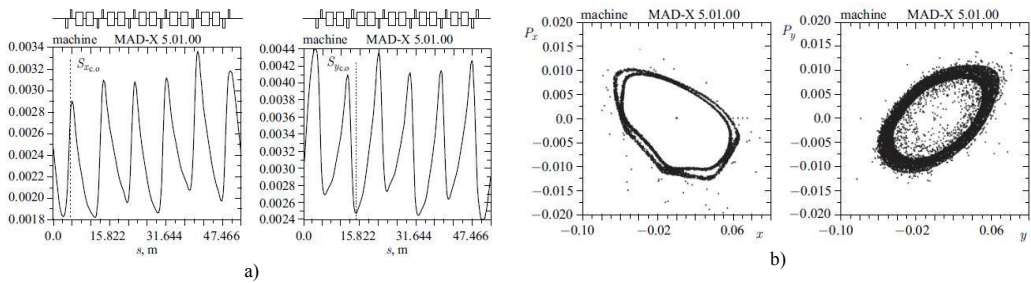 machine MAD-X 5.01.00
0.0034
0.0032
0.0030
0.0028
0.0026
0.0024
0.0022
0.0020
0.0018
S_{x_{c.o}}
0.0 15.822 31.644 47.466
s, m
machine MAD-X 5.01.00
0.0044
0.0042
0.0040
0.0038
0.0036
0.0034
0.0032
0.0030
0.0028
0.0026
0.0024
S_{y_{c.o}}
0.0 15.822 31.644 47.466
s, m
a)
machine MAD-X 5.01.00
P_x
0.020
0.015
0.010
0.005
0.0
−0.005
−0.010
−0.015
−0.020
−0.10 −0.02 0.06 x
machine MAD-X 5.01.00
P_y
0.020
0.015
0.010
0.005
0.0
−0.005
−0.010
−0.015
−0.020
−0.10 −0.02 0.06 y
b)